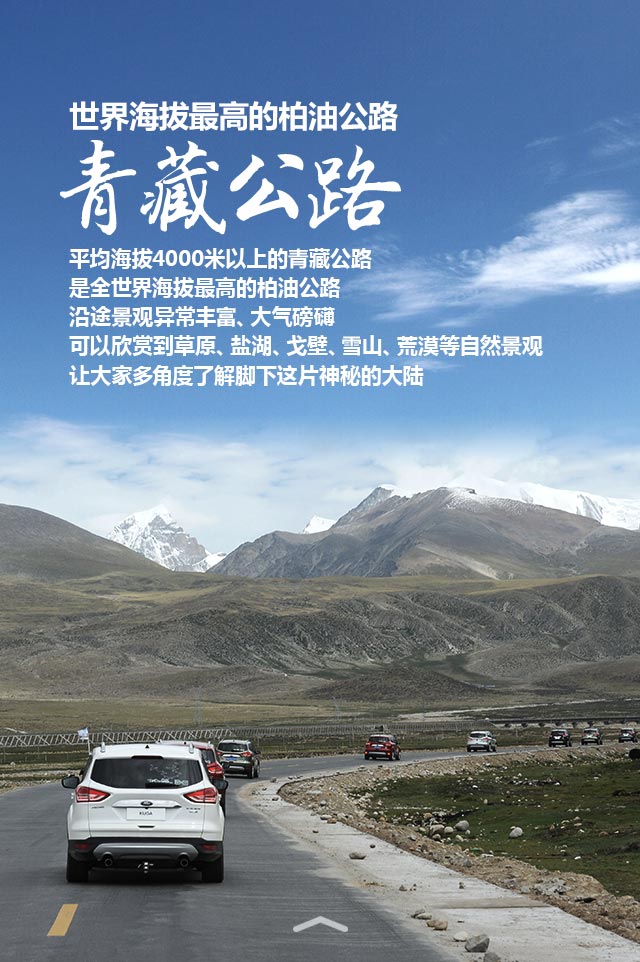 世界海拔最高的柏油公路
青藏公路
平均海拔4000米以上的青藏公路
是全世界海拔最高的柏油公路
沿途景观异常丰富、大气磅礴
可以欣赏到草原、盐湖、戈壁、雪山、荒漠等自然景观
让大家多角度了解脚下这片神秘的大陆
KUGA